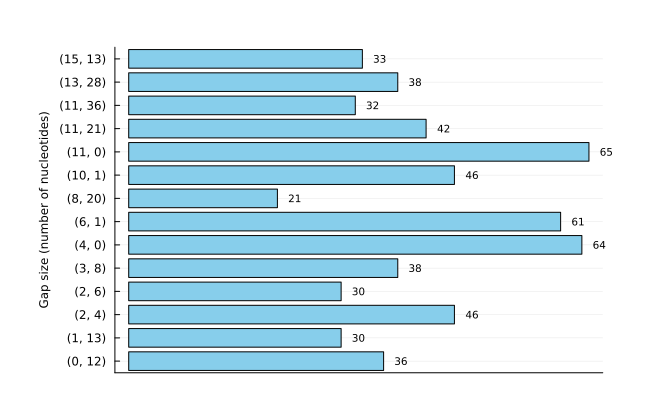 Gap size (number of nucleotides)
(15, 13) 33
(13, 28) 38
(11, 36) 32
(11, 21) 42
(11, 0) 65
(10, 1) 46
(8, 20) 21
(6, 1) 61
(4, 0) 64
(3, 8) 38
(2, 6) 30
(2, 4) 46
(1, 13) 30
(0, 12) 36